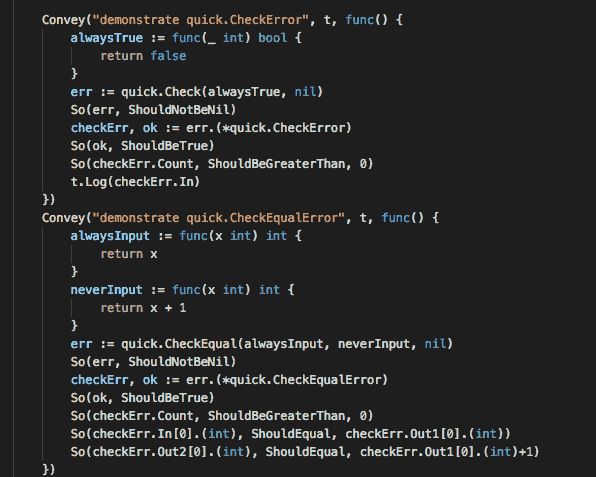 Convey("demonstrate quick.CheckError", t, func() {
    alwaysTrue := func(_ int) bool {
        return false
    }
    err := quick.Check(alwaysTrue, nil)
    So(err, ShouldNotBeNil)
    checkErr, ok := err.(*quick.CheckError)
    So(ok, ShouldBeTrue)
    So(checkErr.Count, ShouldBeGreaterThan, 0)
    t.Log(checkErr.In)
})
Convey("demonstrate quick.CheckEqualError", t, func() {
    alwaysInput := func(x int) int {
        return x
    }
    neverInput := func(x int) int {
        return x + 1
    }
    err := quick.CheckEqual(alwaysInput, neverInput, nil)
    So(err, ShouldNotBeNil)
    checkErr, ok := err.(*quick.CheckEqualError)
    So(ok, ShouldBeTrue)
    So(checkErr.Count, ShouldBeGreaterThan, 0)
    So(checkErr.In[0].(int), ShouldEqual, checkErr.Out1[0].(int))
    So(checkErr.Out2[0].(int), ShouldEqual, checkErr.Out1[0].(int)+1)
})